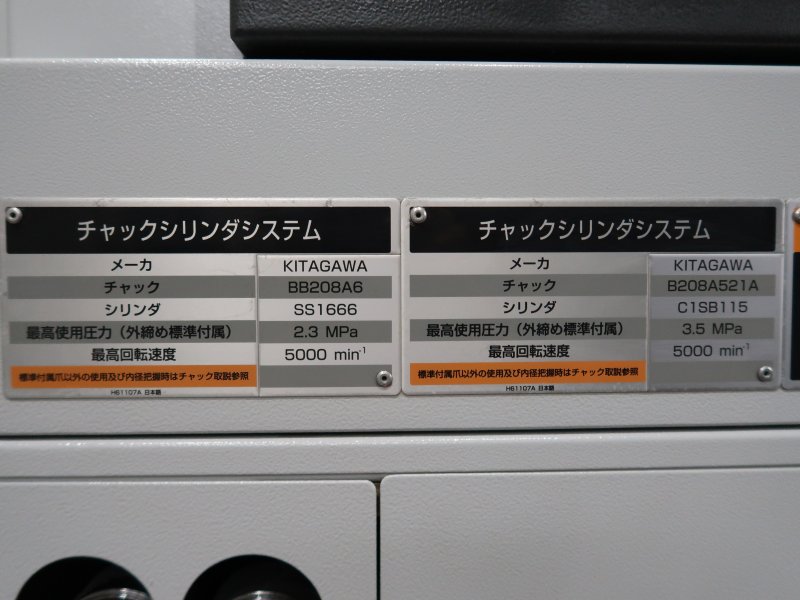 チャックシリンダシステム
メーカ KITAGAWA
チャック BB208A6
シリンダ SS1666
最高使用圧力（外締め標準付属） 2.3 MPa
最高回転速度 5000 min⁻¹
標準付属爪以外の使用及び内径把握時はチャック取説参照
H61107A 日本語
チャックシリンダシステム
メーカ KITAGAWA
チャック B208A521A
シリンダ C1SB115
最高使用圧力（外締め標準付属） 3.5 MPa
最高回転速度 5000 min⁻¹
標準付属爪以外の使用及び内径把握時はチャック取説参照
H61107A 日本語